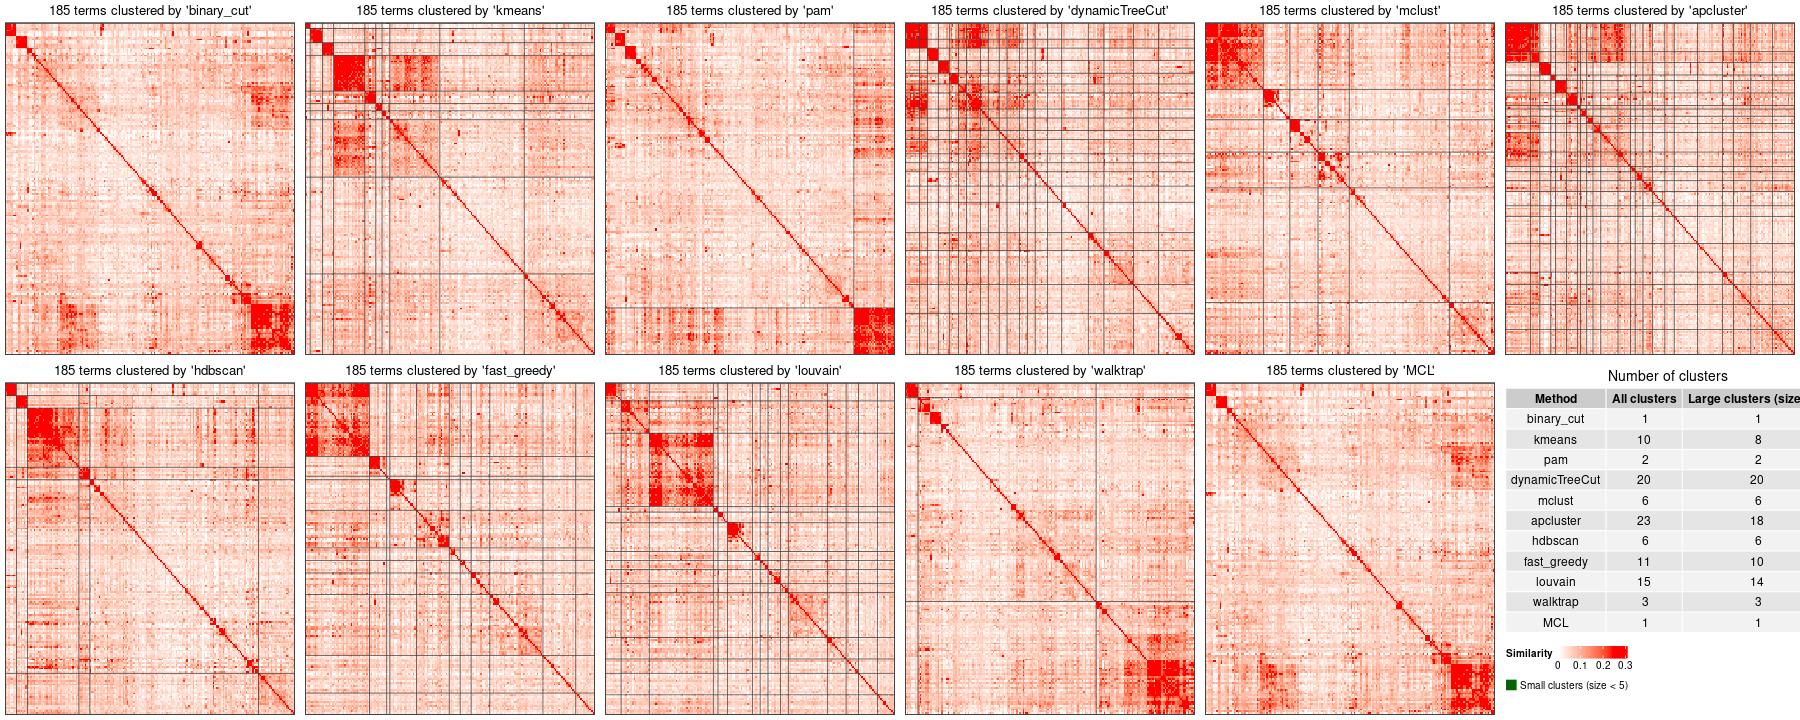 185 terms clustered by 'binary_cut'
185 terms clustered by 'kmeans'
185 terms clustered by 'pam'
185 terms clustered by 'dynamicTreeCut'
185 terms clustered by 'mclust'
185 terms clustered by 'apcluster'
185 terms clustered by 'hdbscan'
185 terms clustered by 'fast_greedy'
185 terms clustered by 'louvain'
185 terms clustered by 'walktrap'
185 terms clustered by 'MCL'
Number of clusters
Method All clusters Large clusters (size
binary_cut 1 1
kmeans 10 8
pam 2 2
dynamicTreeCut 20 20
mclust 6 6
apcluster 23 18
hdbscan 6 6
fast_greedy 11 10
louvain 15 14
walktrap 3 3
MCL 1 1
Similarity
0 0.1 0.2 0.3
Small clusters (size < 5)